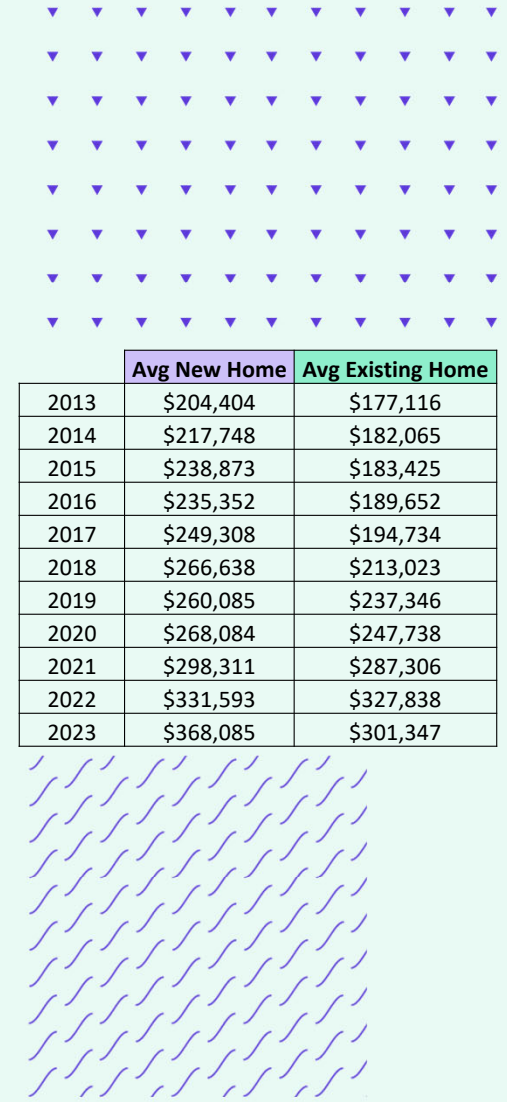 Avg New Home Avg Existing Home
2013 $204,404 $177,116
2014 $217,748 $182,065
2015 $238,873 $183,425
2016 $235,352 $189,652
2017 $249,308 $194,734
2018 $266,638 $213,023
2019 $260,085 $237,346
2020 $268,084 $247,738
2021 $298,311 $287,306
2022 $331,593 $327,838
2023 $368,085 $301,347